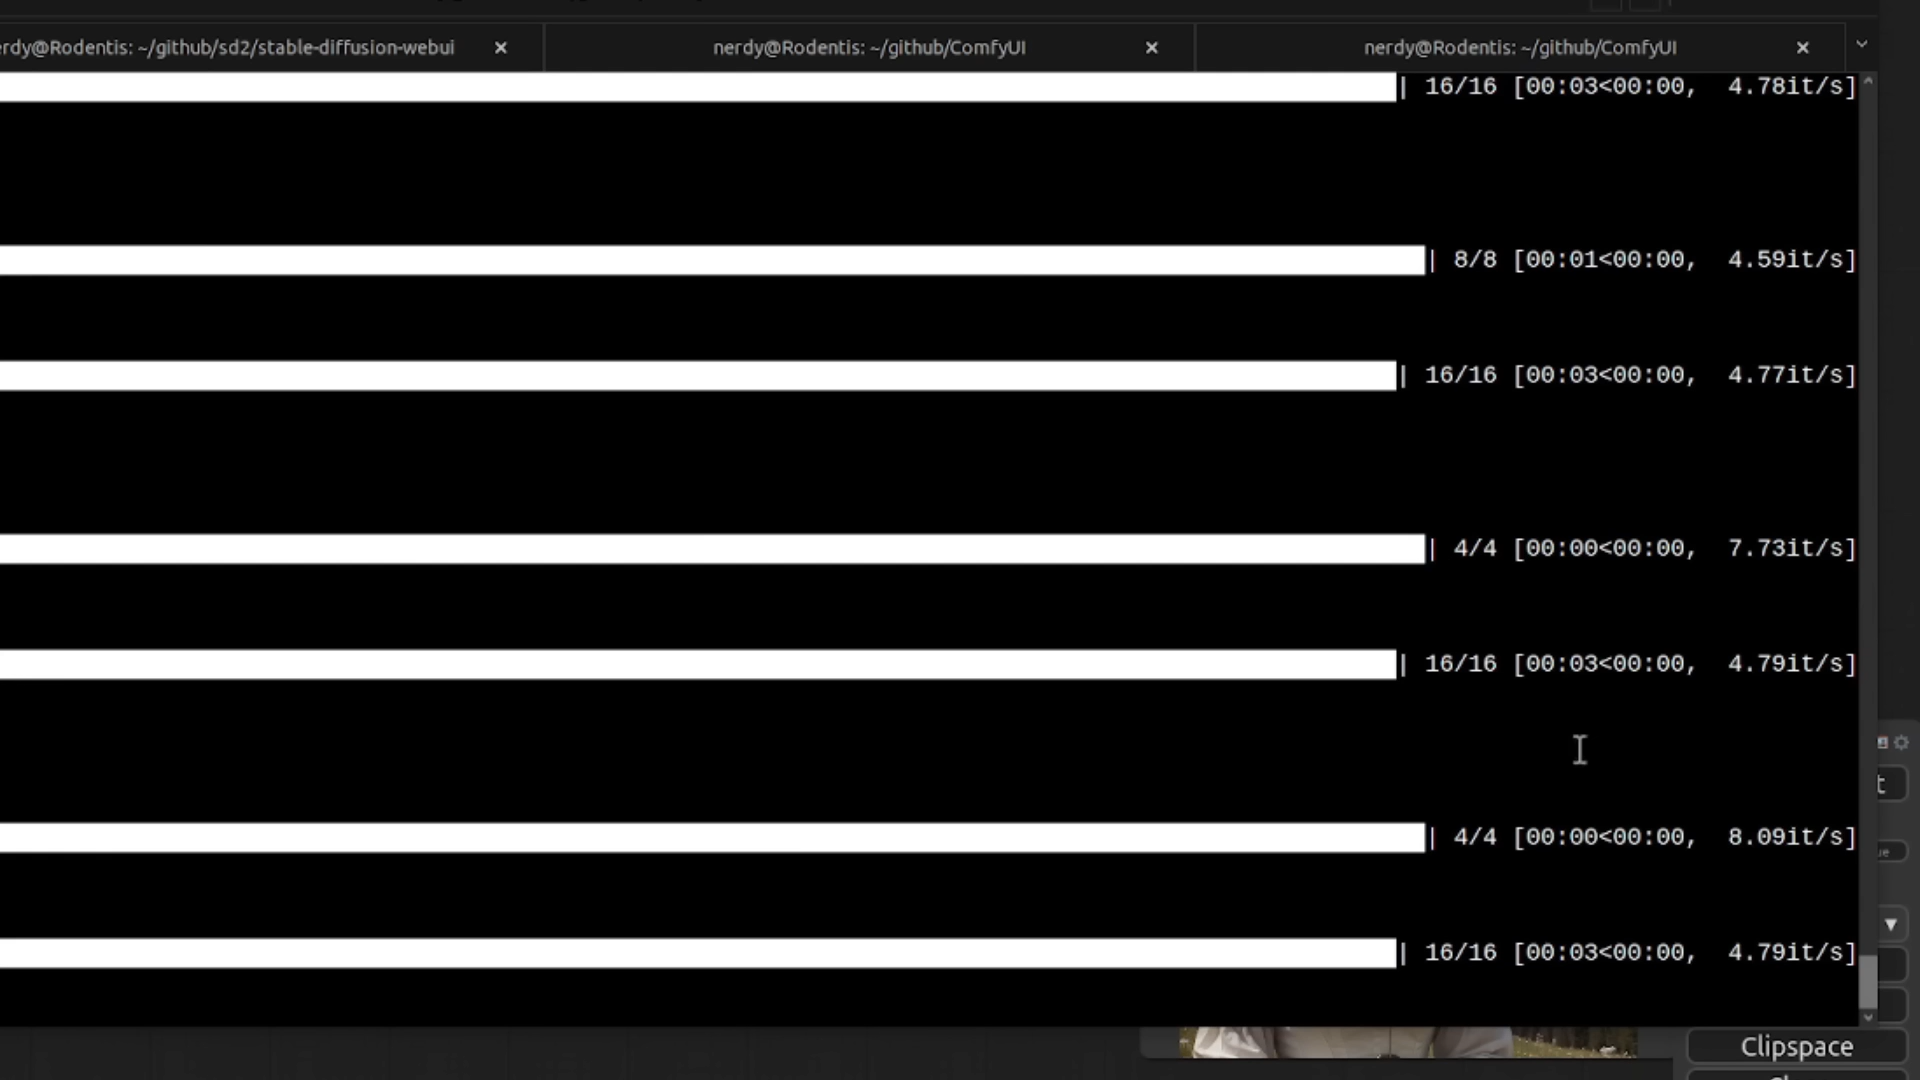 erdy@Rodentis: ~/github/sd2/stable-diffusion-webui × nerdy@Rodentis: ~/github/ComfyUI × nerdy@Rodentis: ~/github/ComfyUI ×
| 16/16 [00:03<00:00, 4.78it/s]
| 8/8 [00:01<00:00, 4.59it/s]
| 16/16 [00:03<00:00, 4.77it/s]
| 4/4 [00:00<00:00, 7.73it/s]
| 16/16 [00:03<00:00, 4.79it/s]
t
| 4/4 [00:00<00:00, 8.09it/s]
ue
| 16/16 [00:03<00:00, 4.79it/s]
Clipspace